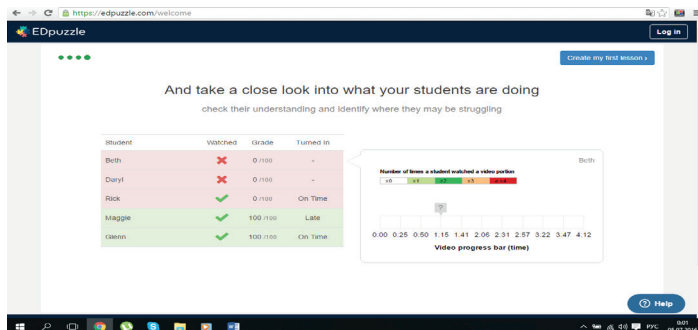 https://edpuzzle.com/welcome
EDpuzzle
Log in
Create my first lesson ›
And take a close look into what your students are doing
check their understanding and identify where they may be struggling
Student Watched Grade Turned in
Beth 0 /100 -
Daryl 0 /100 -
Rick 0 /100 On Time
Maggie 100 /100 Late
Glenn 100 /100 On Time
Beth
Number of times a student watched a video portion
x0 x1 x2 x3
?
0:00 0:25 0:50 1:15 1:41 2:06 2:31 2:57 3:22 3:47 4:12
Video progress bar (time)
? Help
РУС
0:01